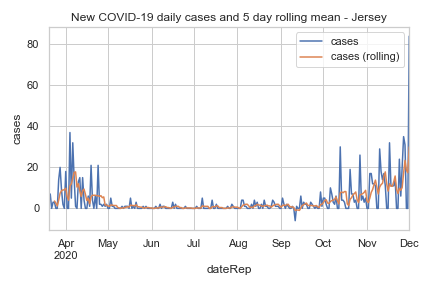 New COVID-19 daily cases and 5 day rolling mean - Jersey
cases
cases (rolling)
80
60
40
20
0
cases
Apr May Jun Jul Aug Sep Oct Nov Dec
2020
dateRep